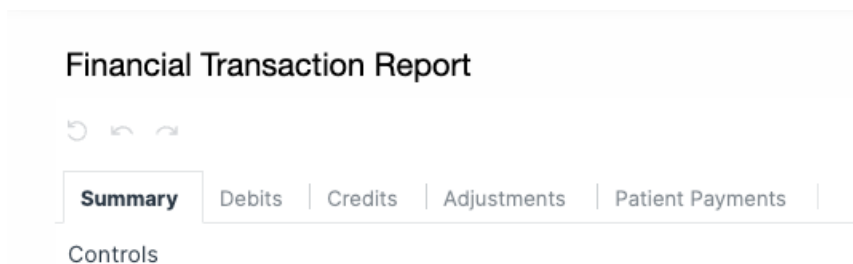 Financial Transaction Report
Summary Debits Credits Adjustments Patient Payments
Controls